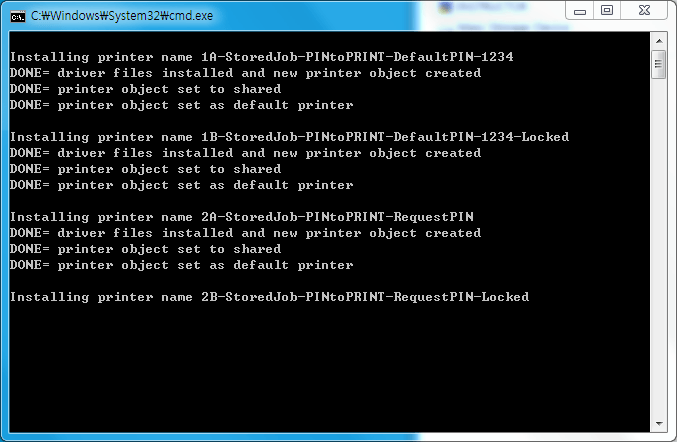 C:₩Windows₩System32₩cmd.exe
Installing printer name 1A-StoredJob-PINtoPRINT-DefaultPIN-1234
DONE= driver files installed and new printer object created
DONE= printer object set to shared
DONE= printer object set as default printer
Installing printer name 1B-StoredJob-PINtoPRINT-DefaultPIN-1234-Locked
DONE= driver files installed and new printer object created
DONE= printer object set to shared
DONE= printer object set as default printer
Installing printer name 2A-StoredJob-PINtoPRINT-RequestPIN
DONE= driver files installed and new printer object created
DONE= printer object set to shared
DONE= printer object set as default printer
Installing printer name 2B-StoredJob-PINtoPRINT-RequestPIN-Locked